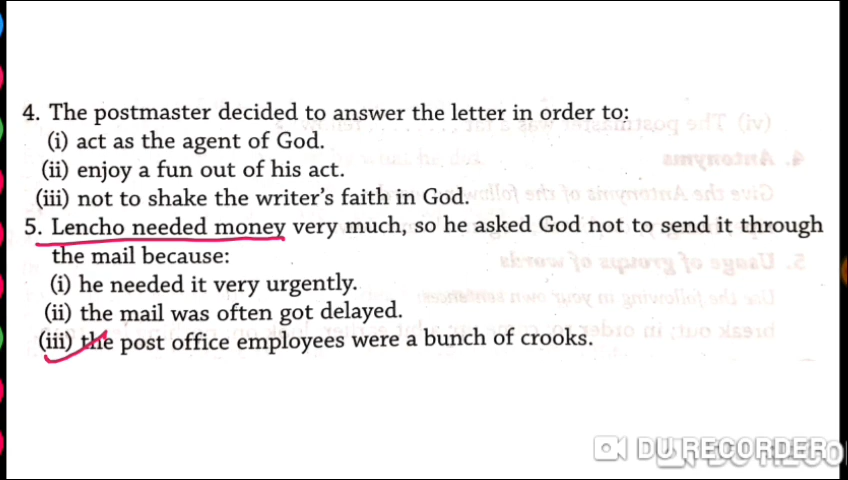 4. The postmaster decided to answer the letter in order to:
(i) act as the agent of God.
(ii) enjoy a fun out of his act.
(iii) not to shake the writer's faith in God.
5. Lencho needed money very much, so he asked God not to send it through
the mail because:
(i) he needed it very urgently.
(ii) the mail was often got delayed.
(iii) the post office employees were a bunch of crooks.
DU RECORDER